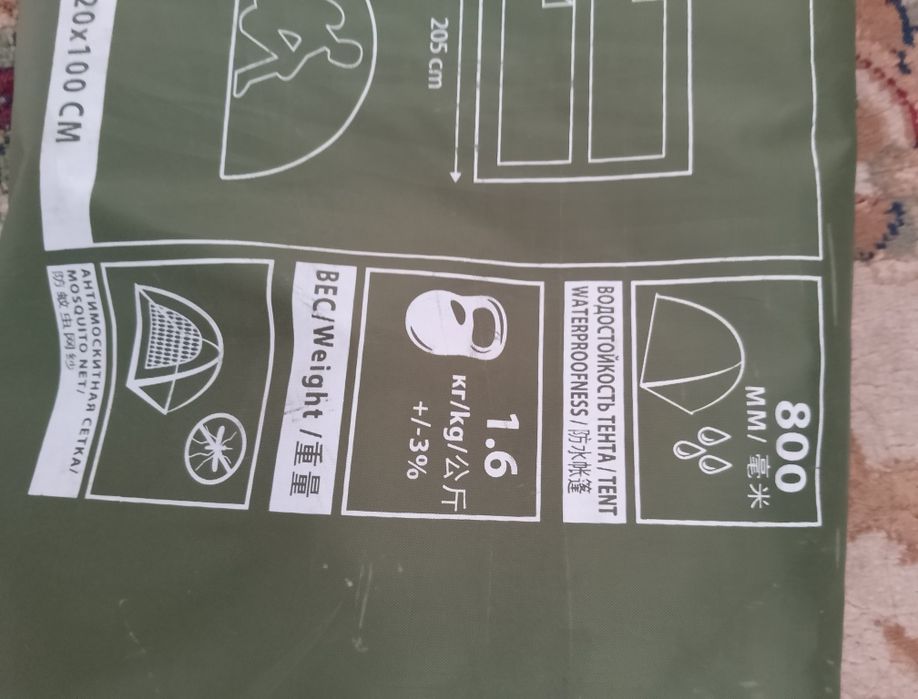 205 cm
20x100 CM
800
ММ/ 毫米
ВОДОСТОЙКОСТЬ ТЕНТА / TENT
WATERPROOFNESS / 防水帐篷
1.6
кг/kg/公斤
+/-3%
ВЕС/Weight /重量
АНТИМОСКИТНАЯ СЕТКА/
MOSQUITO NET/
防蚊虫网纱